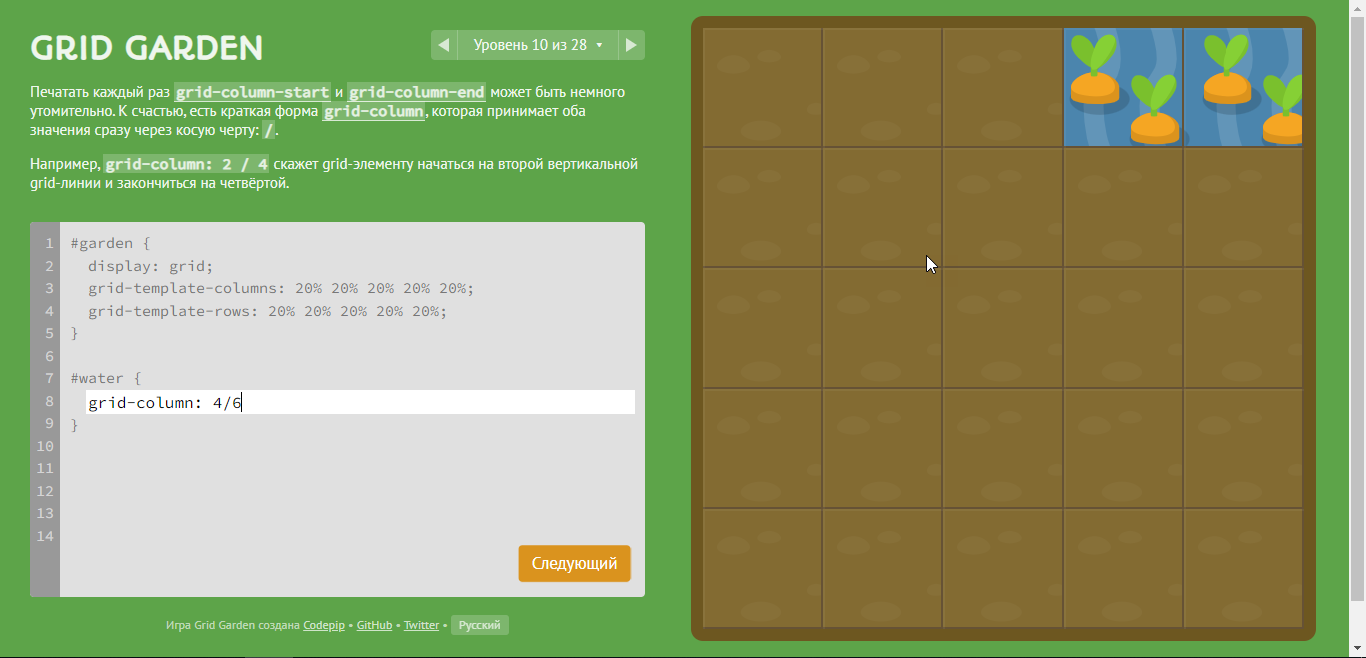 GRID GARDEN
◀ Уровень 10 из 28 ▾ ▶
Печатать каждый раз grid-column-start и grid-column-end может быть немного
утомительно. К счастью, есть краткая форма grid-column, которая принимает оба
значения сразу через косую черту: /.
Например, grid-column: 2 / 4 скажет grid-элементу начаться на второй вертикальной
grid-линии и закончиться на четвёртой.
1 #garden {
2   display: grid;
3   grid-template-columns: 20% 20% 20% 20% 20%;
4   grid-template-rows: 20% 20% 20% 20% 20%;
5 }
6
7 #water {
8   grid-column: 4/6
9 }
10
11
12
13
14
Следующий
Игра Grid Garden создана Codepip • GitHub • Twitter • Русский